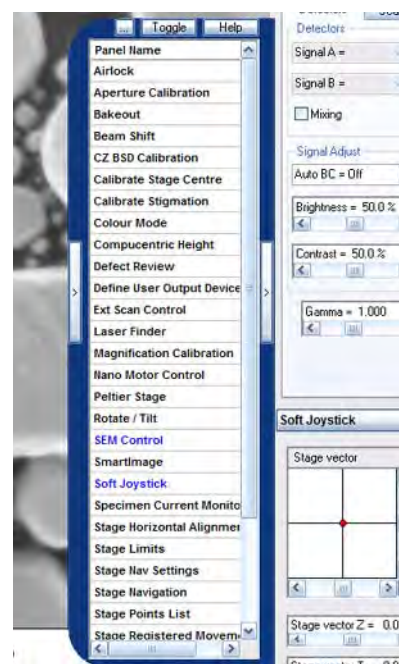 ... Toggle Help
Panel Name
Airlock
Aperture Calibration
Bakeout
Beam Shift
CZ BSD Calibration
Calibrate Stage Centre
Calibrate Stigmation
Colour Mode
Compucentric Height
Defect Review
Define User Output Device
Ext Scan Control
Laser Finder
Magnification Calibration
Nano Motor Control
Peltier Stage
Rotate / Tilt
SEM Control
SmartImage
Soft Joystick
Specimen Current Monito
Stage Horizontal Alignmen
Stage Limits
Stage Nav Settings
Stage Navigation
Stage Points List
Stage Registered Movem
Detectors
Signal A =
Signal B =
Mixing
Signal Adjust
Auto BC = Off
Brightness = 50.0 %
Contrast = 50.0 %
Gamma = 1.000
Soft Joystick
Stage vector
Stage vector Z = 0.0